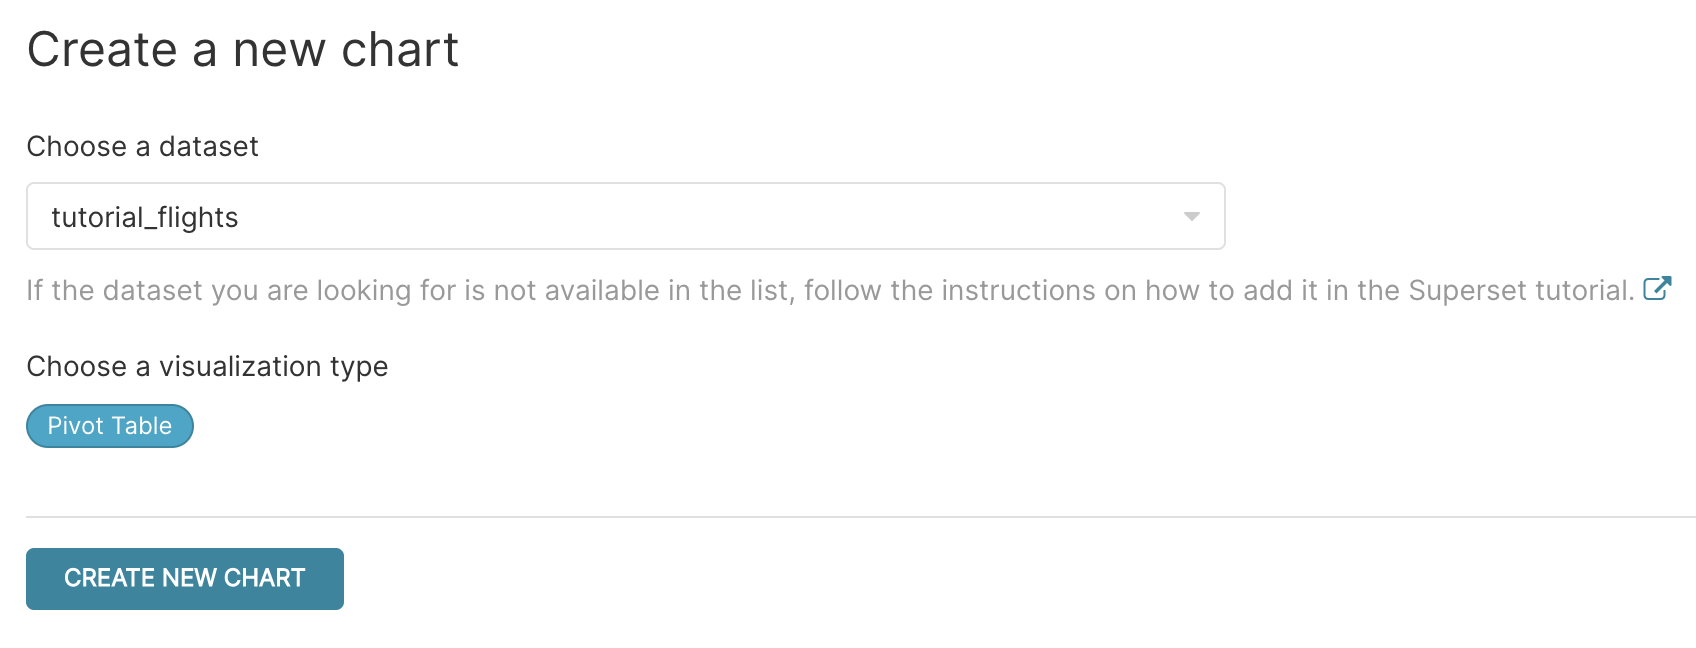 Create a new chart
Choose a dataset
tutorial_flights
If the dataset you are looking for is not available in the list, follow the instructions on how to add it in the Superset tutorial.
Choose a visualization type
Pivot Table
CREATE NEW CHART